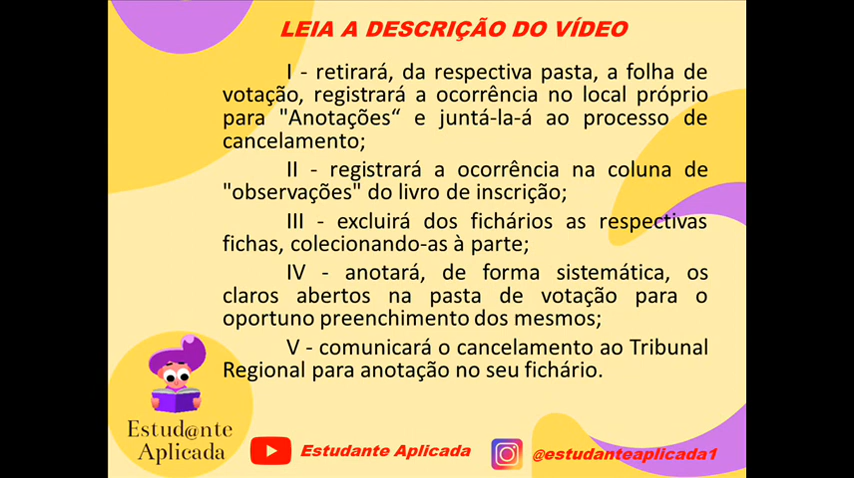 LEIA A DESCRIÇÃO DO VÍDEO
I - retirará, da respectiva pasta, a folha de
votação, registrará a ocorrência no local próprio
para "Anotações“ e juntá-la-á ao processo de
cancelamento;
II - registrará a ocorrência na coluna de
"observações" do livro de inscrição;
III - excluirá dos fichários as respectivas
fichas, colecionando-as à parte;
IV - anotará, de forma sistemática, os
claros abertos na pasta de votação para o
oportuno preenchimento dos mesmos;
V - comunicará o cancelamento ao Tribunal
Regional para anotação no seu fichário.
Estud@nte
Aplicada
Estudante Aplicada
@estudanteaplicada1